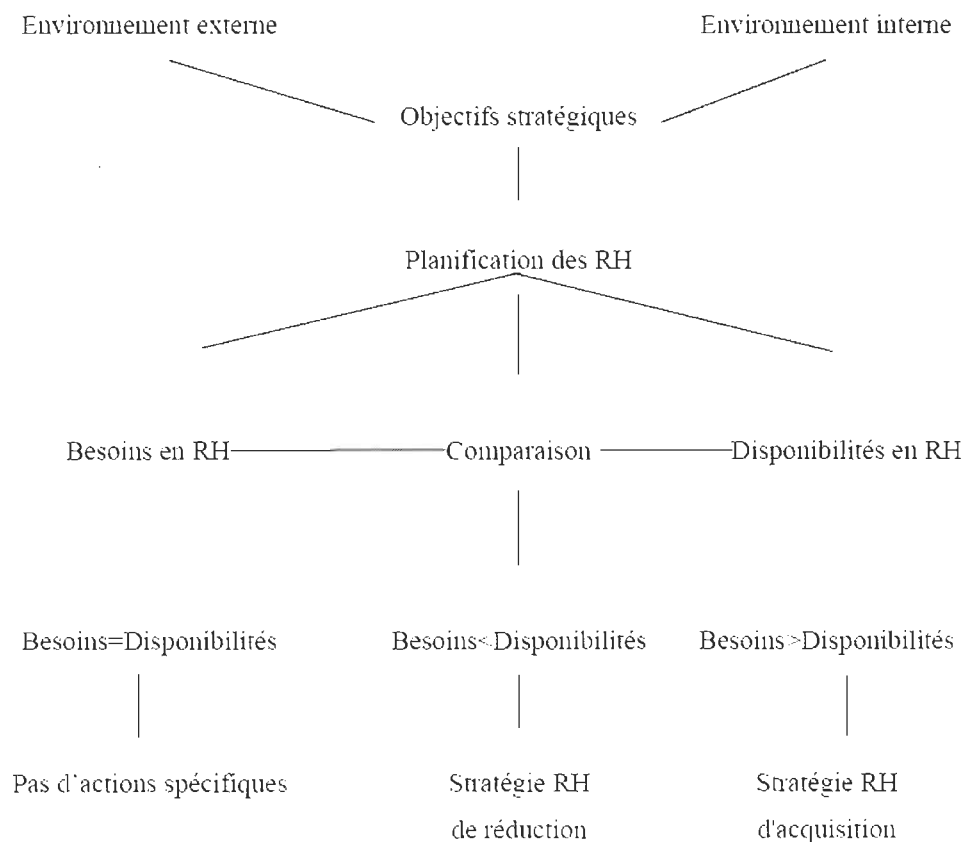 Environnement externe
Environnement interne
Objectifs stratégiques
Planification des RH
Besoins en RH
Comparaison
Disponibilités en RH
Besoins=Disponibilités
Besoins<Disponibilités
Besoins>Disponibilités
Pas d'actions spécifiques
Stratégie RH
de réduction
Stratégie RH
d'acquisition